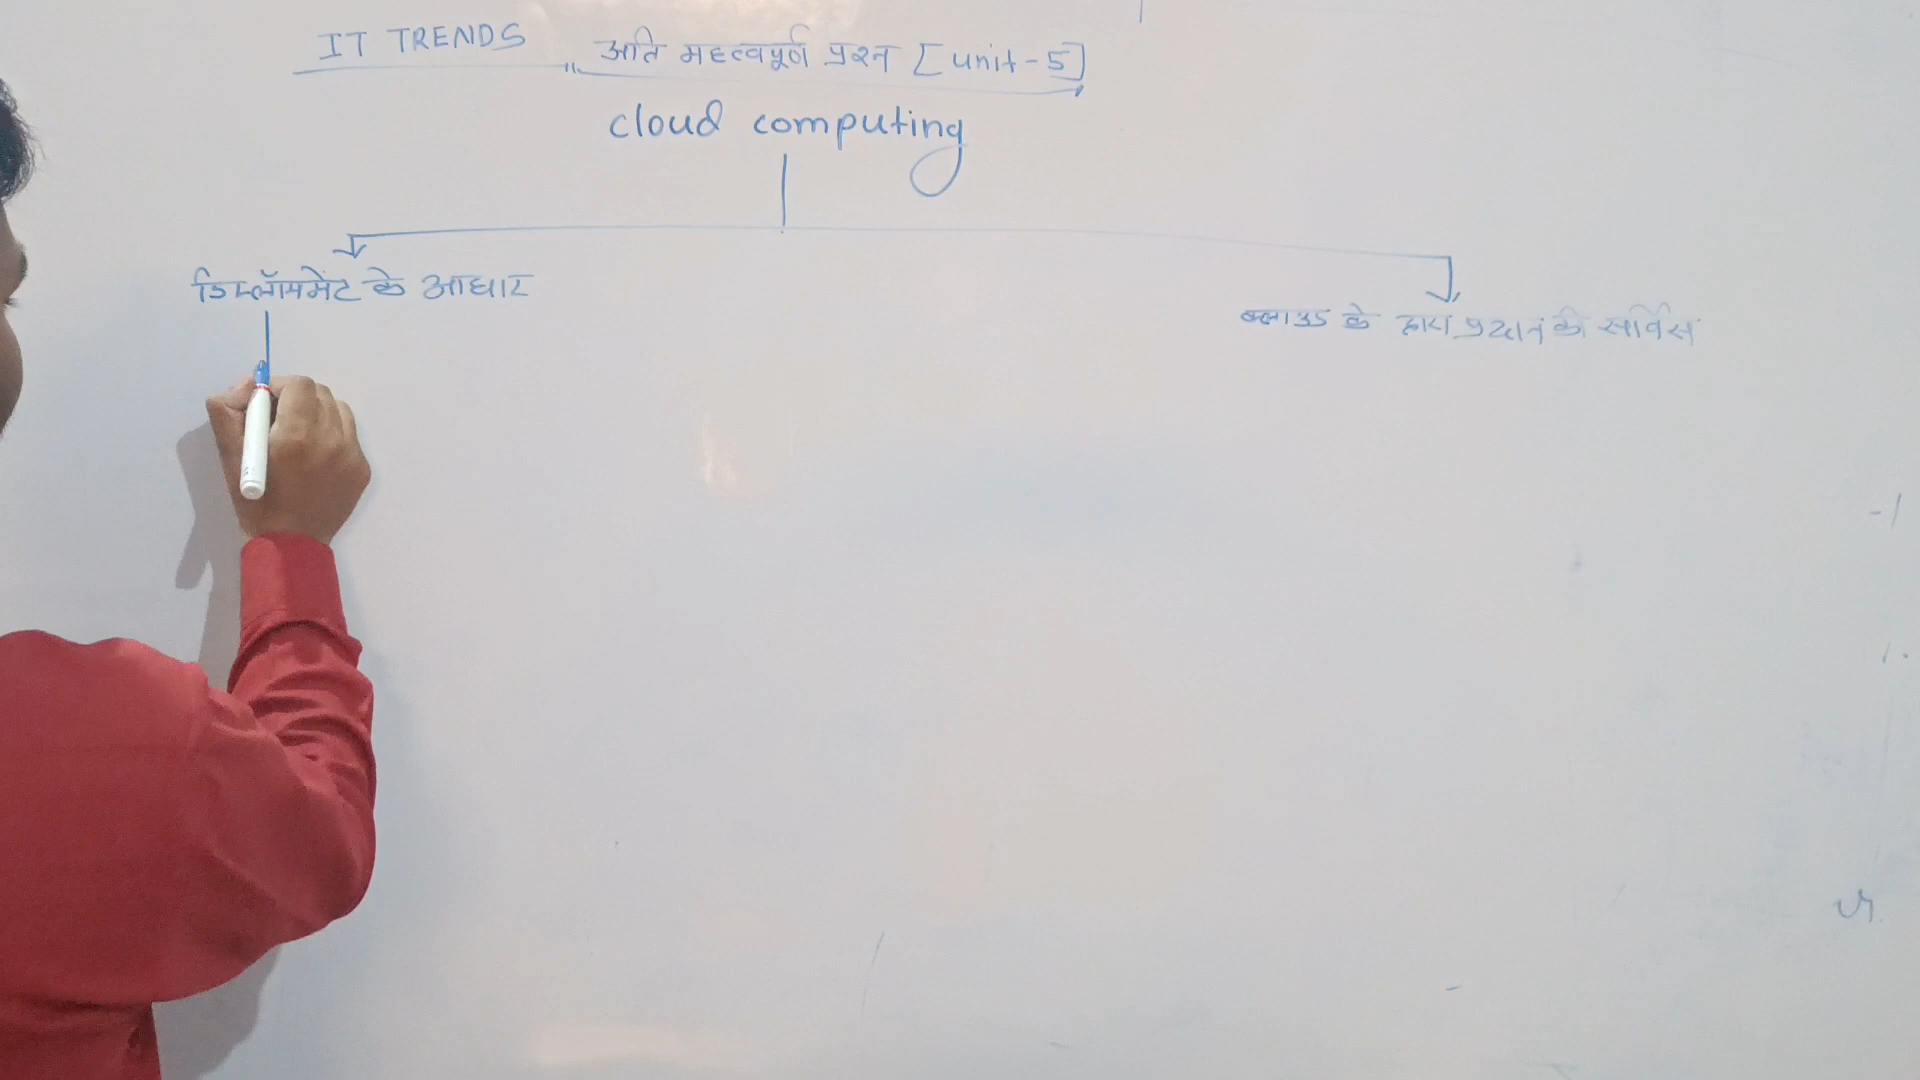 IT TRENDS अति महत्वपूर्ण प्रश्न [unit-5]
cloud computing
डिप्लॉयमेंट के आधार
क्लाउड के द्वारा प्रदान की सर्विस